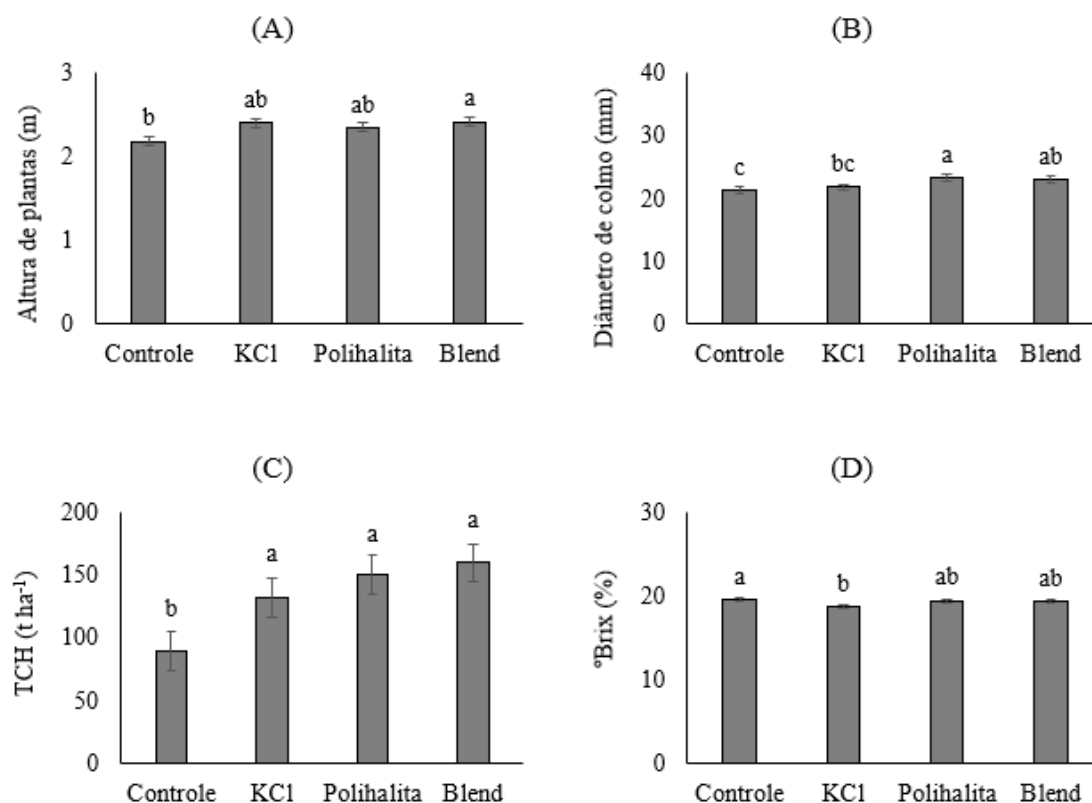 (A)
Altura de plantas (m)
3
2
1
0
b
ab
ab
a
Controle
KCl
Polihalita
Blend
(B)
Diâmetro de colmo (mm)
40
30
20
10
0
c
bc
a
ab
Controle
KCl
Polihalita
Blend
(C)
TCH (t ha⁻¹)
200
150
100
50
0
b
a
a
a
Controle
KCl
Polihalita
Blend
(D)
°Brix (%)
30
20
10
0
a
b
ab
ab
Controle
KCl
Polihalita
Blend